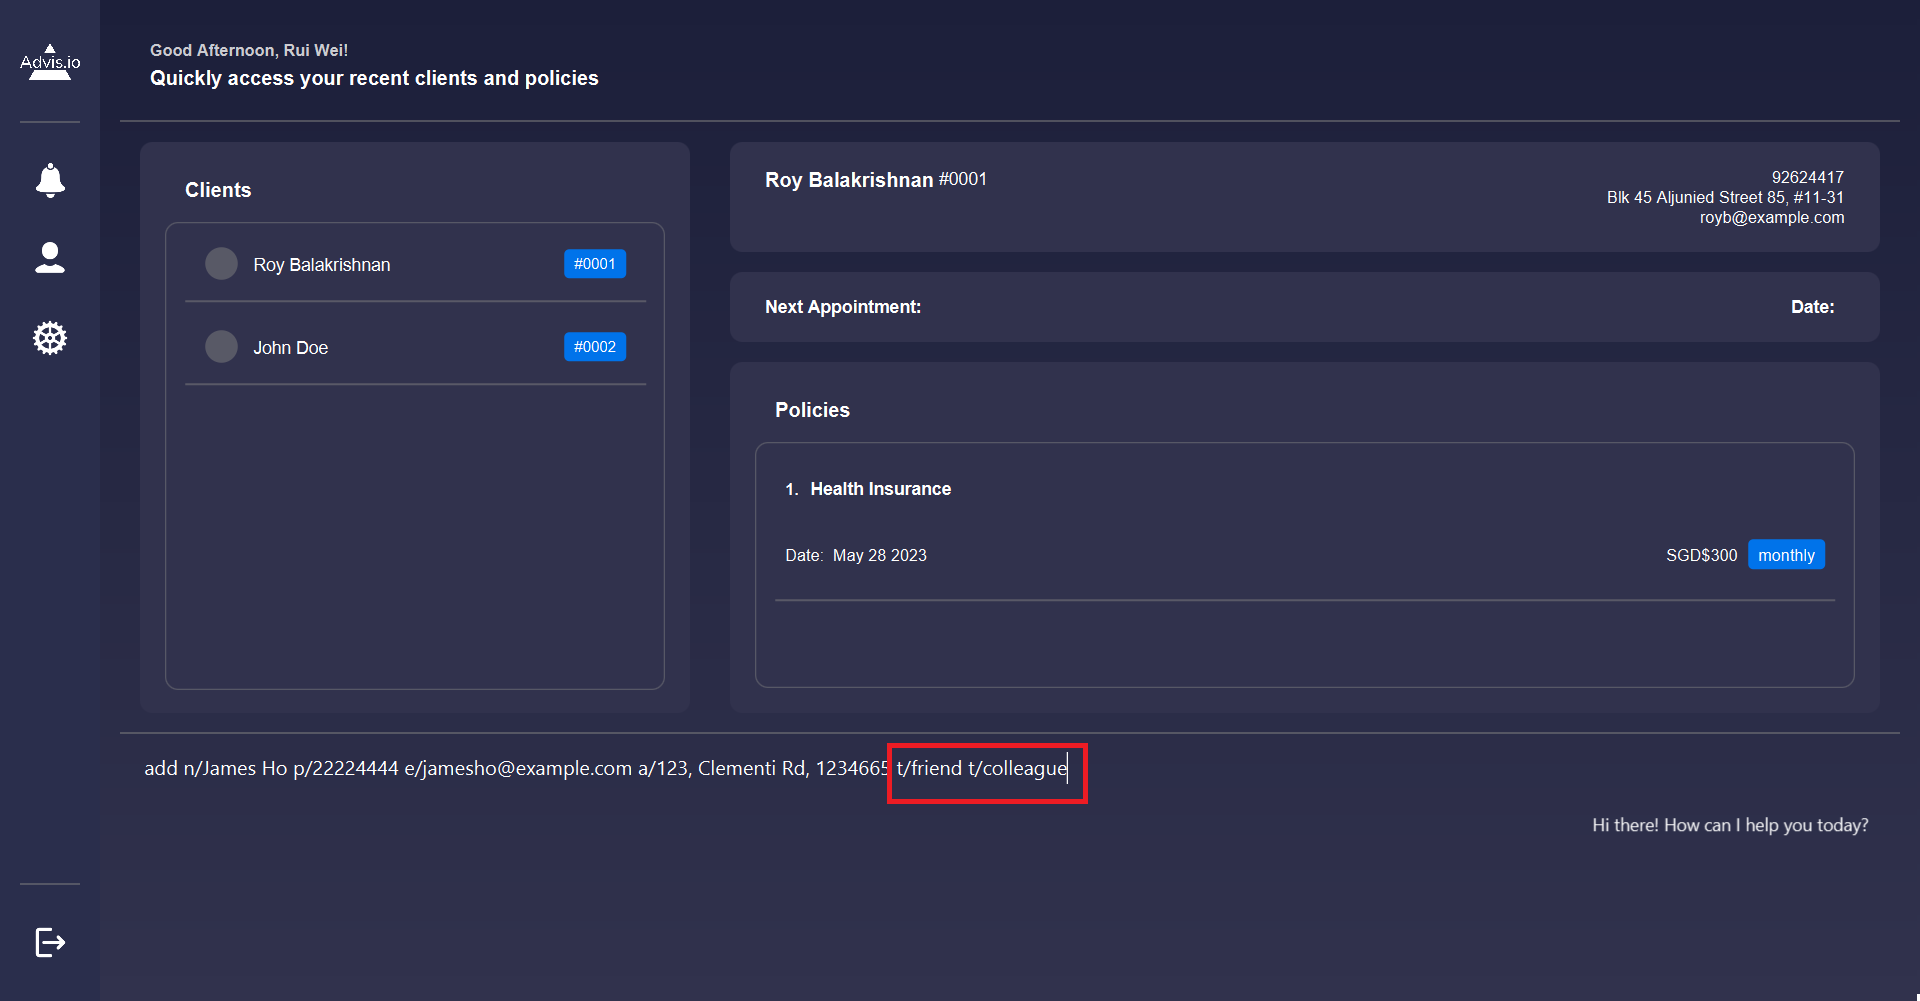 Advis.io
Good Afternoon, Rui Wei!
Quickly access your recent clients and policies
Clients
Roy Balakrishnan #0001
John Doe #0002
Roy Balakrishnan #0001
92624417
Blk 45 Aljunied Street 85, #11-31
royb@example.com
Next Appointment: Date:
Policies
1. Health Insurance
Date: May 28 2023 SGD$300 monthly
add n/James Ho p/22224444 e/jamesho@example.com a/123, Clementi Rd, 1234665 t/friend t/colleague
Hi there! How can I help you today?